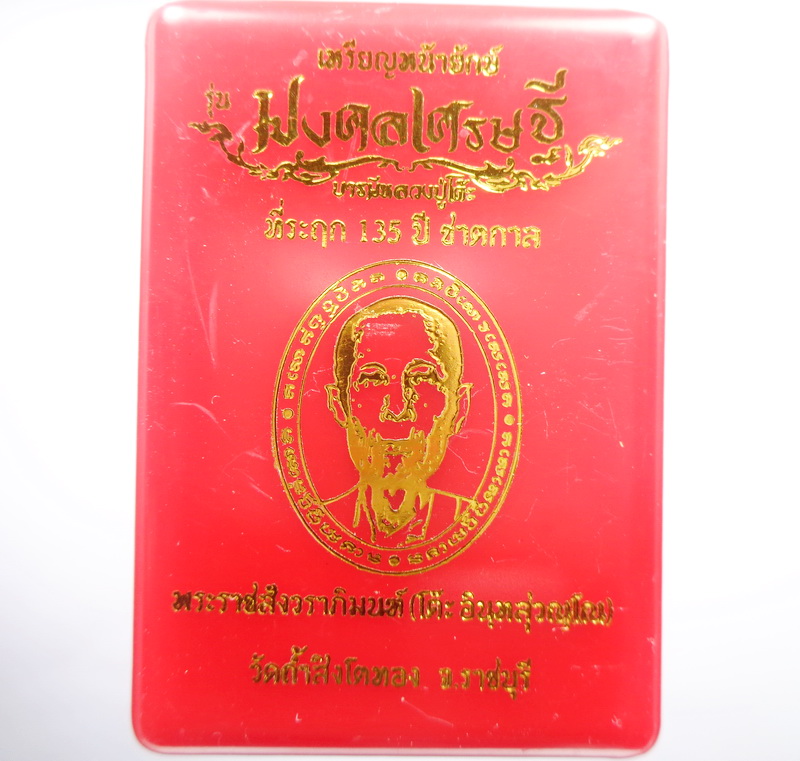 เหรียญหน้ายักษ์
รุ่น มงคลเศรษฐี
บารมีหลวงปู่โต๊ะ
ที่ระฤก 135 ปี ชาตกาล
พระราชสังวราภิมนฑ์ (โต๊ะ อินฺทสุวณฺโณ)
วัดถ้ำสิงโตทอง จ.ราชบุรี